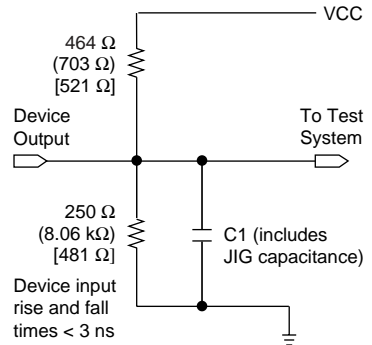 VCC
464 Ω
(703 Ω)
[521 Ω]
Device
Output
To Test
System
250 Ω
(8.06 kΩ)
[481 Ω]
C1 (includes
JIG capacitance)
Device input
rise and fall
times < 3 ns